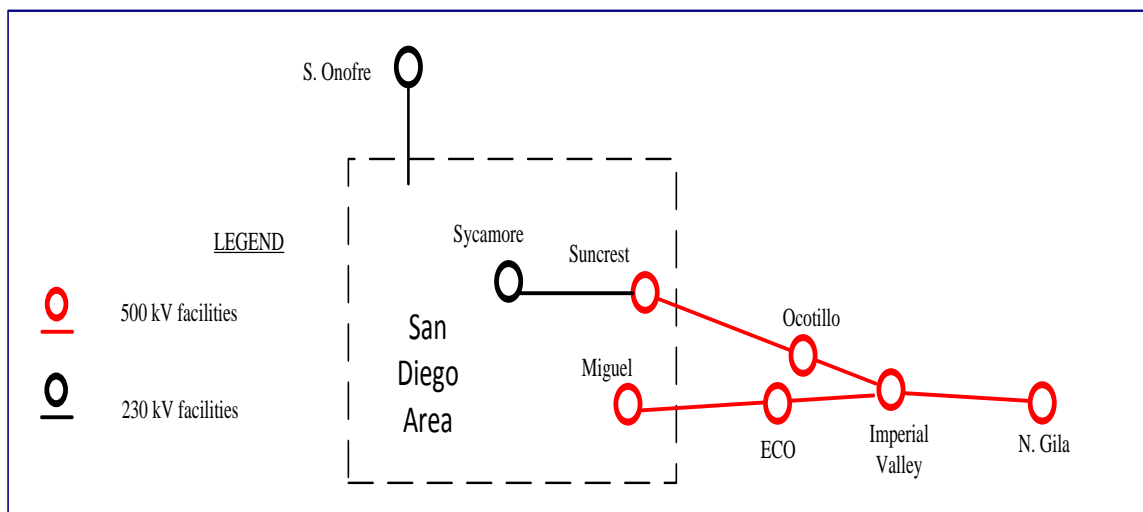 S. Onofre
LEGEND
500 kV facilities
230 kV facilities
Sycamore
Suncrest
San
Diego
Area
Miguel
Ocotillo
ECO
Imperial
Valley
N. Gila